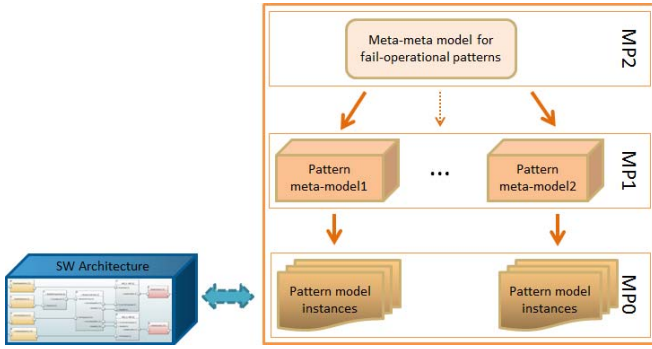 Meta-meta model for
fail-operational patterns
MP2
Pattern
meta-model1
...
Pattern
meta-model2
MP1
SW Architecture
Pattern model
instances
Pattern model
instances
MP0